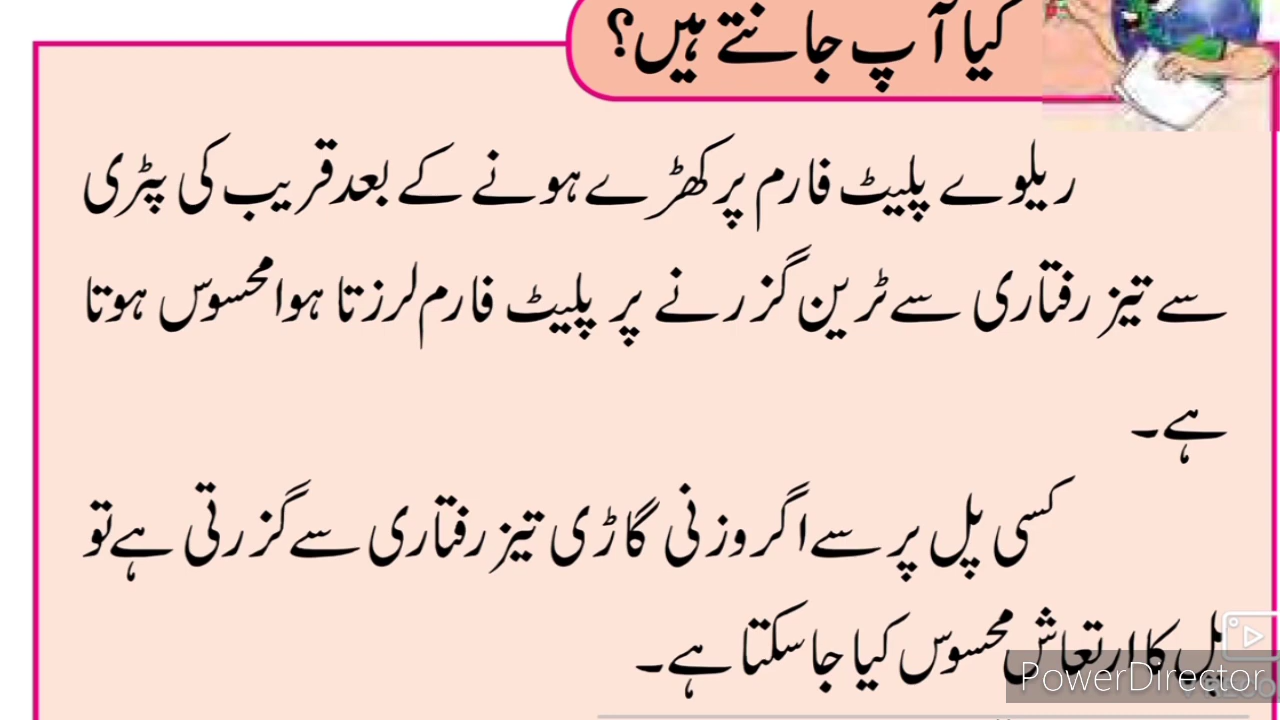 کیا آپ جانتے ہیں؟
ریلوے پلیٹ فارم پر کھڑے ہونے کے بعد قریب کی پٹری
سے تیز رفتاری سے ٹرین گزرنے پر پلیٹ فارم لرزتا ہوا محسوس ہوتا
ہے۔
کسی پل پر سے اگر وزنی گاڑی تیز رفتاری سے گزرتی ہے تو
پل کا ارتعاش محسوس کیا جاسکتا ہے۔
PowerDirector